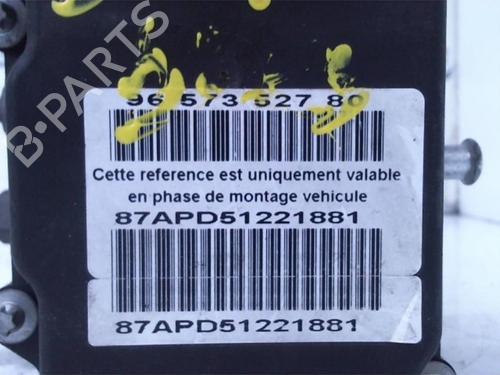 B-PARTS
96 573 527 80
Cette reference est uniquement valable
en phase de montage vehicule
87APD51221881
87APD51221881